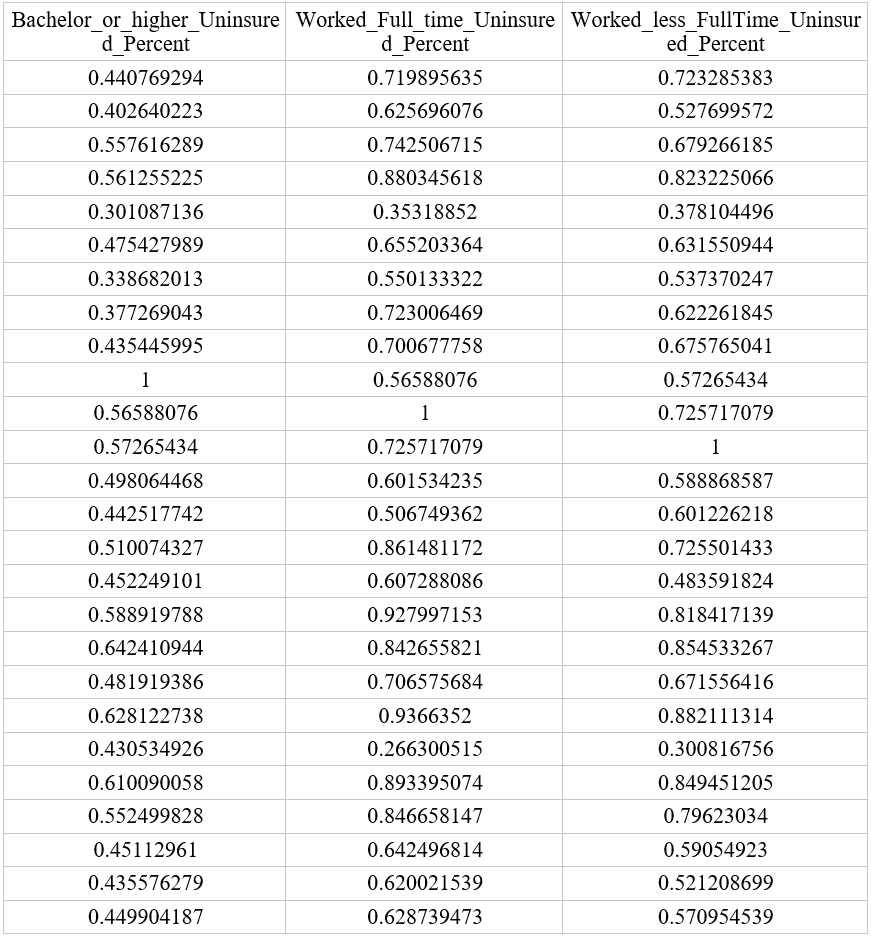 Bachelor_or_higher_Uninsure Worked_Full_time_Uninsure Worked_less_FullTime_Uninsur
d_Percent d_Percent ed_Percent
0.440769294 0.719895635 0.723285383
0.402640223 0.625696076 0.527699572
0.557616289 0.742506715 0.679266185
0.561255225 0.880345618 0.823225066
0.301087136 0.35318852 0.378104496
0.475427989 0.655203364 0.631550944
0.338682013 0.550133322 0.537370247
0.377269043 0.723006469 0.622261845
0.435445995 0.700677758 0.675765041
1 0.56588076 0.57265434
0.56588076 1 0.725717079
0.57265434 0.725717079 1
0.498064468 0.601534235 0.588868587
0.442517742 0.506749362 0.601226218
0.510074327 0.861481172 0.725501433
0.452249101 0.607288086 0.483591824
0.588919788 0.927997153 0.818417139
0.642410944 0.842655821 0.854533267
0.481919386 0.706575684 0.671556416
0.628122738 0.9366352 0.882111314
0.430534926 0.266300515 0.300816756
0.610090058 0.893395074 0.849451205
0.552499828 0.846658147 0.79623034
0.45112961 0.642496814 0.59054923
0.435576279 0.620021539 0.521208699
0.449904187 0.628739473 0.570954539